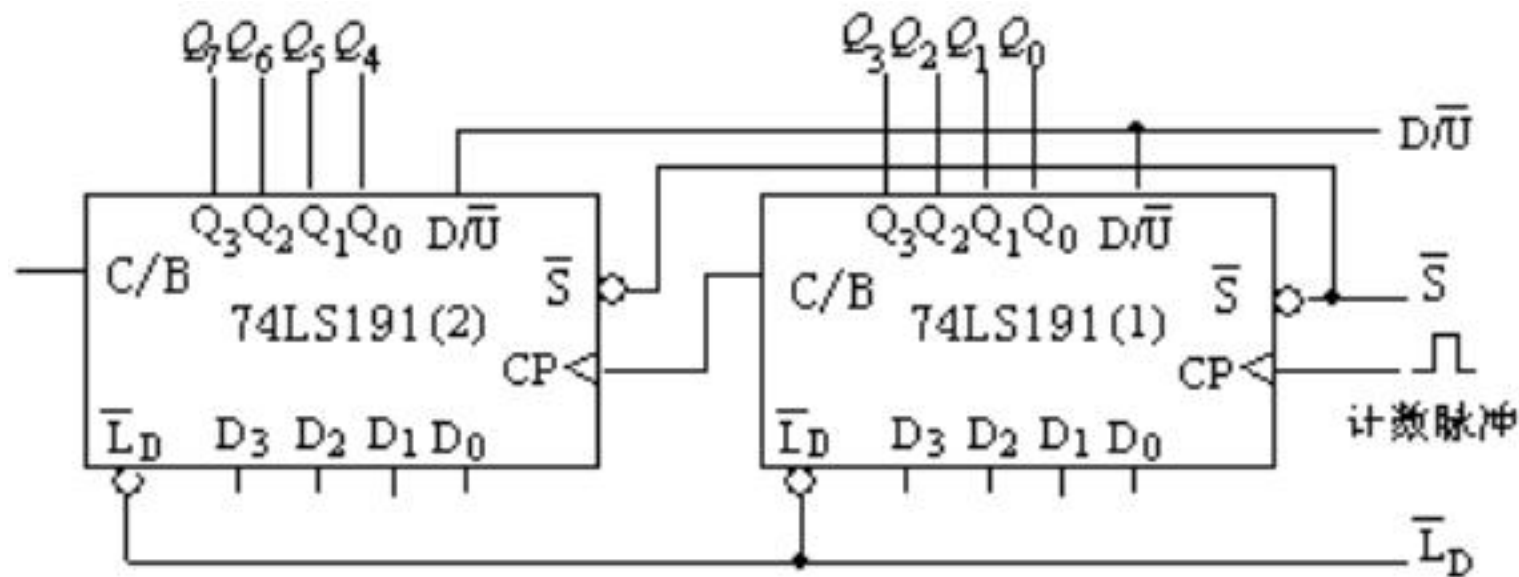 Q₇Q₆Q₅Q₄
Q₃Q₂Q₁Q₀
D/U̅
Q₃Q₂Q₁Q₀ D/U̅
C/B
S̅
74LS191(2)
CP
L̅D D₃ D₂ D₁ D₀
Q₃Q₂Q₁Q₀ D/U̅
C/B
S̅
74LS191(1)
CP
L̅D D₃ D₂ D₁ D₀
S̅
计数脉冲
L̅D